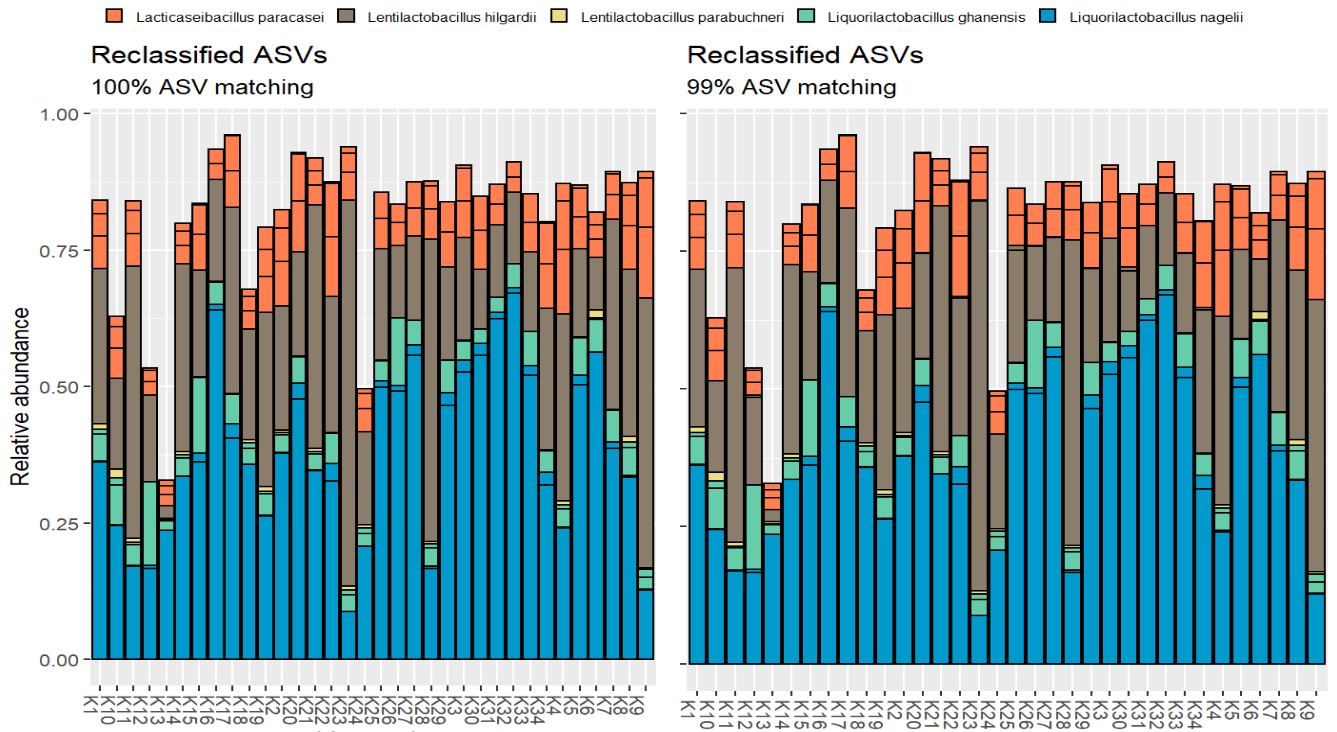 Lacticaseibacillus paracasei Lentilactobacillus hilgardii Lentilactobacillus parabuchneri Liquorilactobacillus ghanensis Liquorilactobacillus nagelii
Reclassified ASVs
100% ASV matching
Relative abundance
1.00
0.75
0.50
0.25
0.00
K1 K10 K11 K12 K13 K14 K15 K16 K17 K18 K19 K2 K20 K21 K22 K23 K24 K25 K26 K27 K28 K29 K3 K30 K31 K32 K33 K34 K4 K5 K6 K7 K8 K9
Reclassified ASVs
99% ASV matching
K1 K10 K11 K12 K13 K14 K15 K16 K17 K18 K19 K2 K20 K21 K22 K23 K24 K25 K26 K27 K28 K29 K3 K30 K31 K32 K33 K34 K4 K5 K6 K7 K8 K9